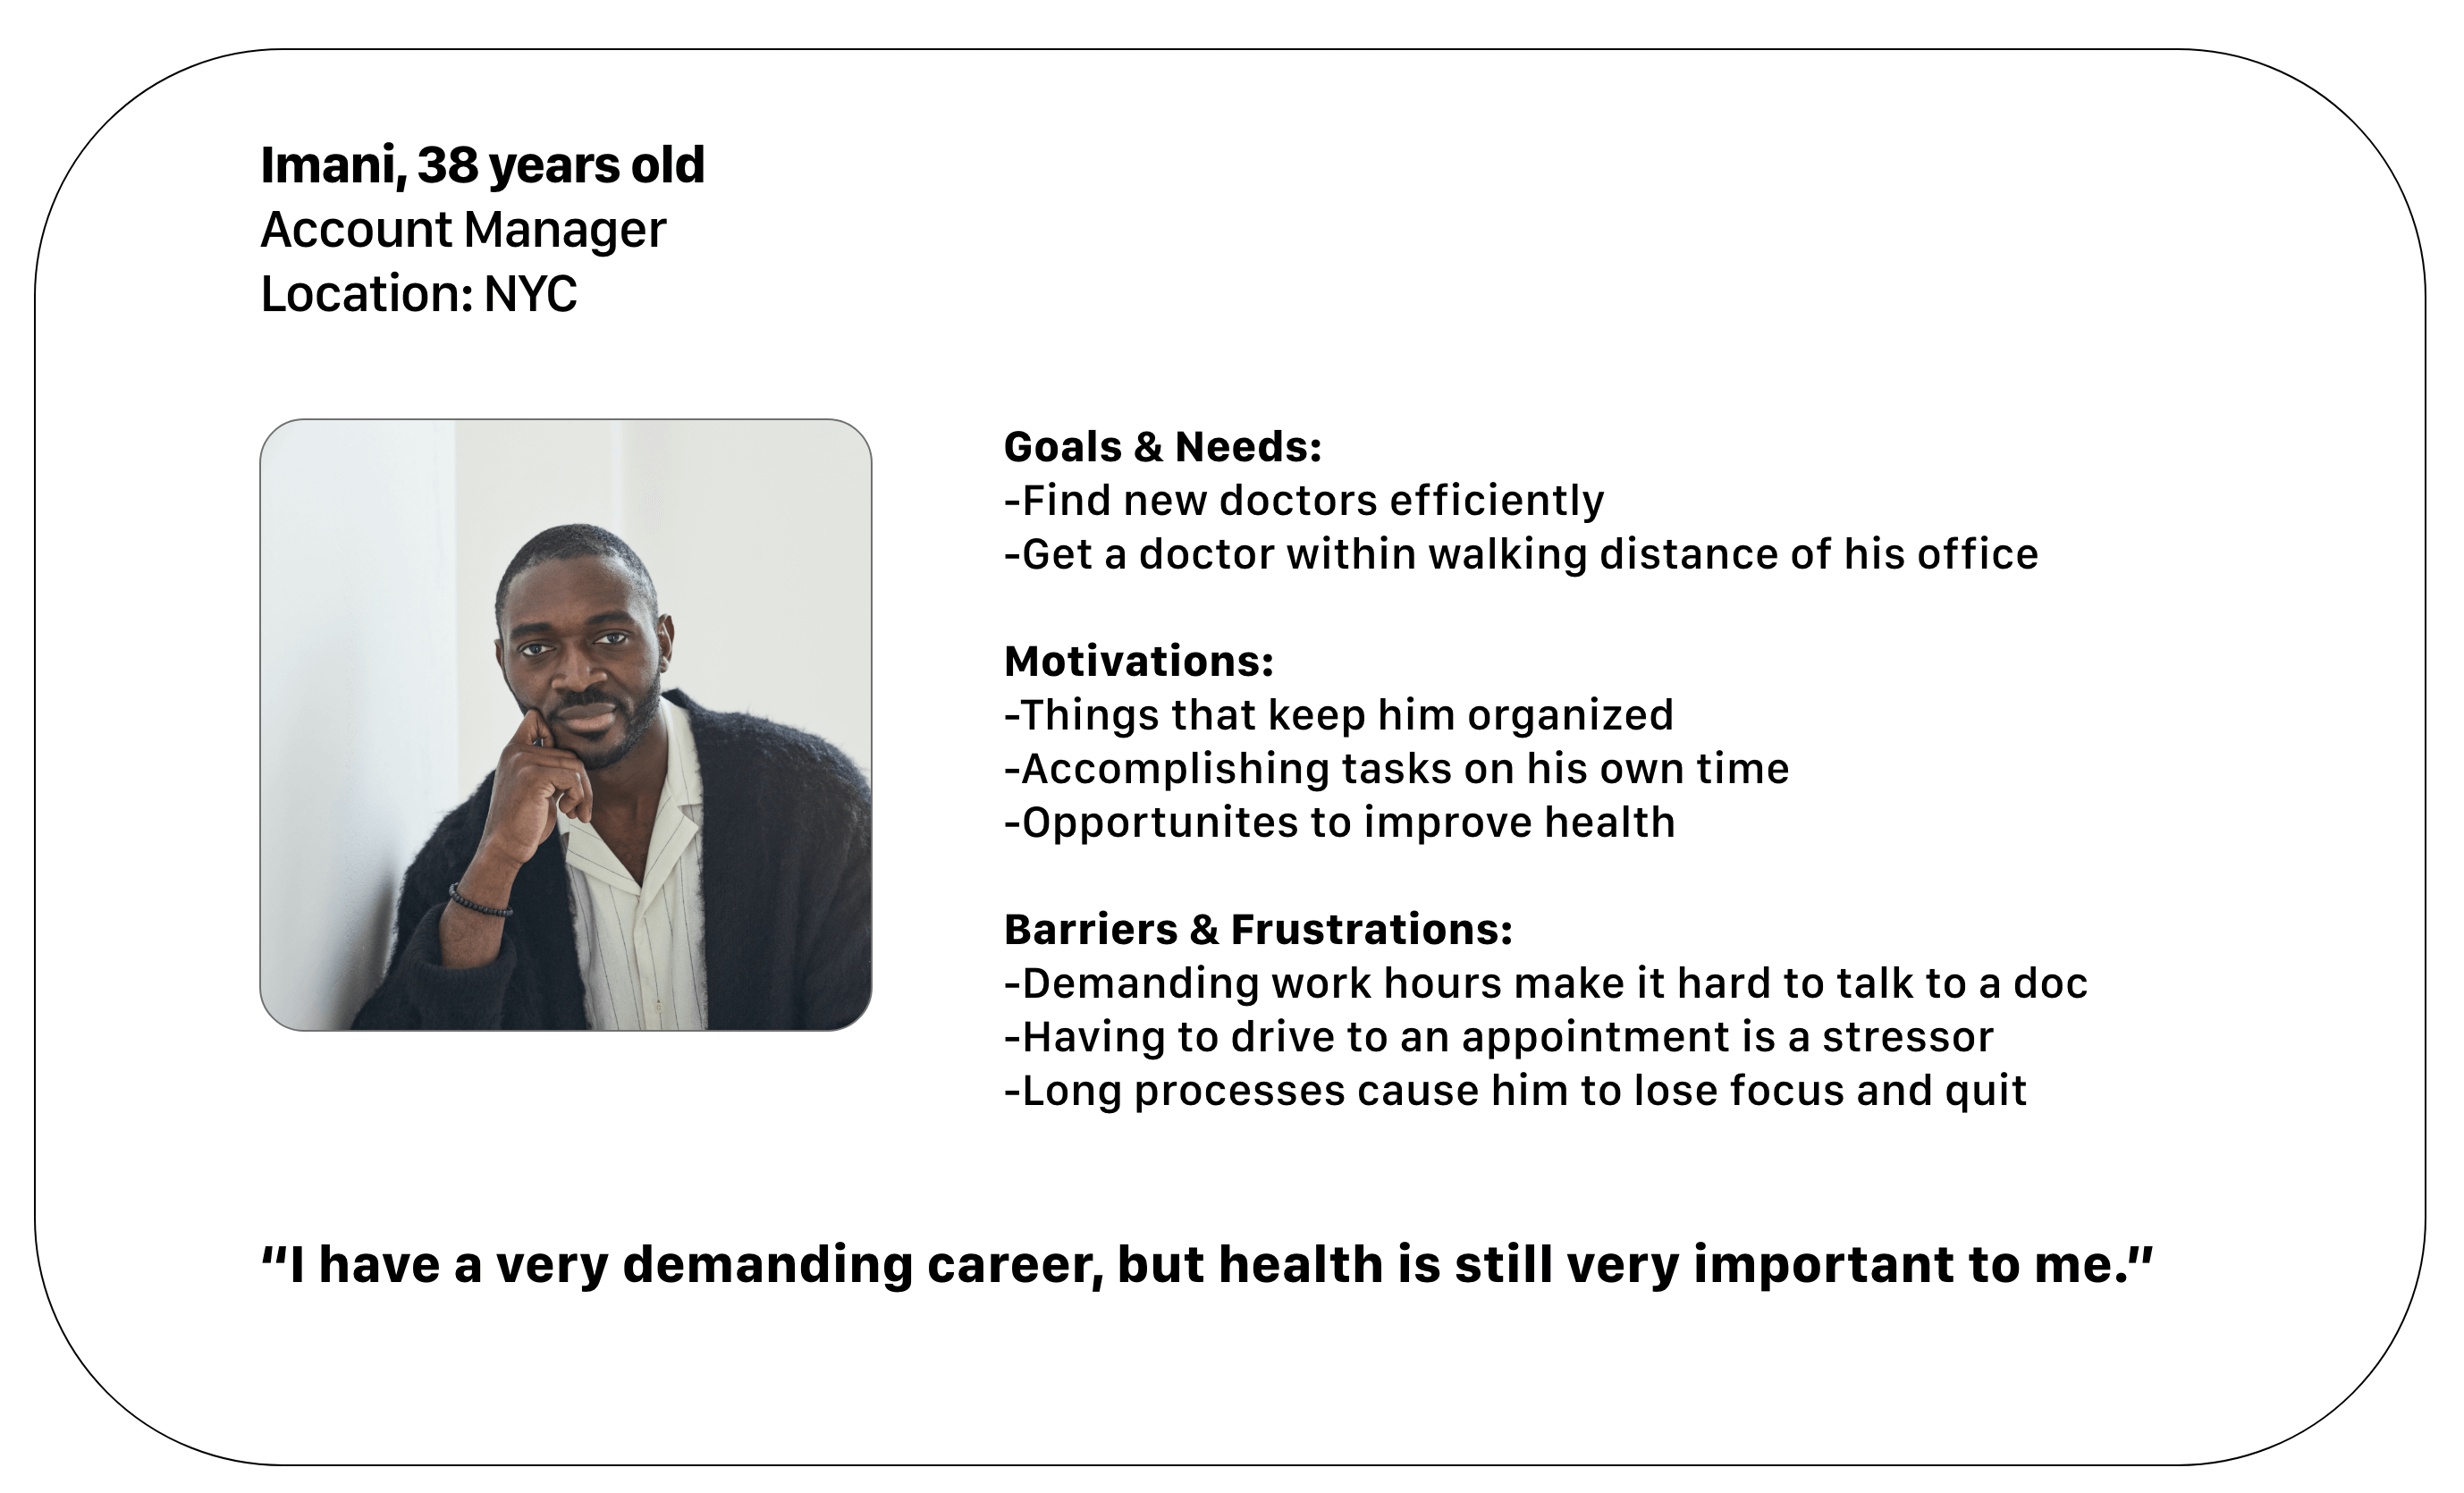 Imani, 38 years old
Account Manager
Location: NYC
Goals & Needs:
-Find new doctors efficiently
-Get a doctor within walking distance of his office
Motivations:
-Things that keep him organized
-Accomplishing tasks on his own time
-Opportunites to improve health
Barriers & Frustrations:
-Demanding work hours make it hard to talk to a doc
-Having to drive to an appointment is a stressor
-Long processes cause him to lose focus and quit
“I have a very demanding career, but health is still very important to me.”